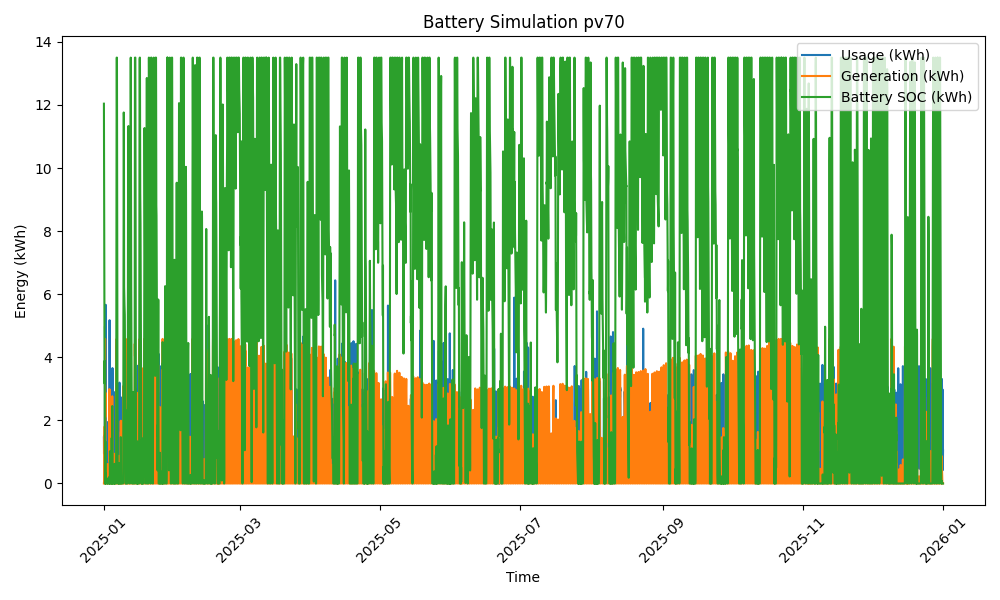 Battery Simulation pv70
Usage (kWh)
Generation (kWh)
Battery SOC (kWh)
Energy (kWh)
14
12
10
8
6
4
2
0
2025-01
2025-03
2025-05
2025-07
2025-09
2025-11
2026-01
Time